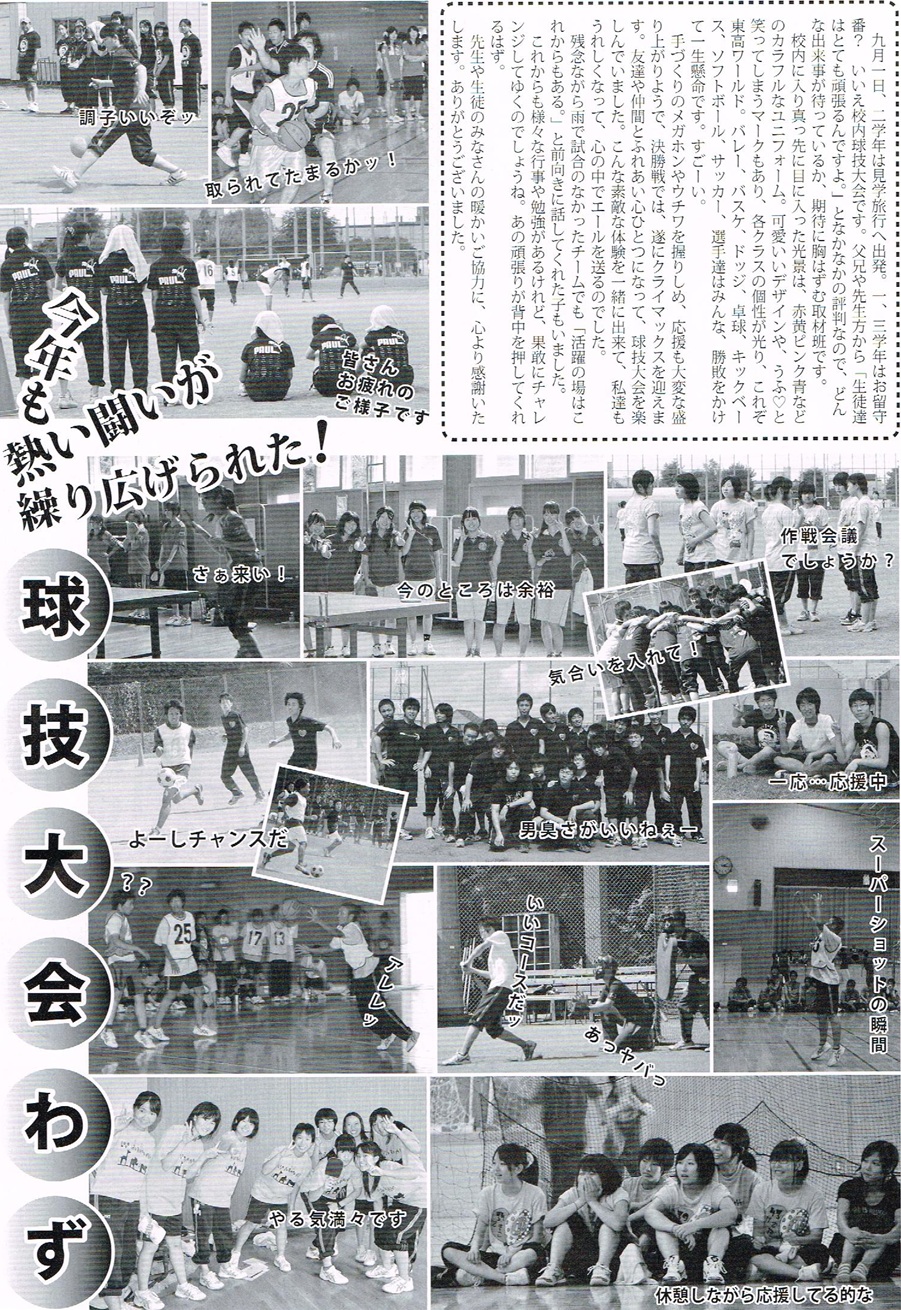 九月一日、二学年は見学旅行へ出発。一、三学年はお留守
番？　いいえ校内球技大会です。父兄や先生方から「生徒達
はとても頑張るんですよ。」となかなかの評判なので、どん
な出来事が待っているか、期待に胸はずむ取材班です。
校内に入り真っ先に目に入った光景は、赤黄ピンク青など
のカラフルなユニフォーム。可愛いいデザインや、うふ♡と
笑ってしまうマークもあり、各クラスの個性が光り、これぞ
東高ワールド。バレー、バスケ、ドッジ、卓球、キックベー
ス、ソフトボール、サッカー、選手達はみんな、勝敗をかけ
て一生懸命です。すごーい。
手づくりのメガホンやウチワを握りしめ、応援も大変な盛
り上がりようで、決勝戦では、遂にクライマックスを迎えま
す。友達や仲間とふれあい心ひとつになって、球技大会を楽
しんでいました。こんな素敵な体験を一緒に出来て、私達も
うれしくなって、心の中でエールを送るのでした。
残念ながら雨で試合のなかったチームでも「活躍の場はこ
れからもある。」と前向きに話してくれた子もいました。
これからも様々な行事や勉強があるけれど、果敢にチャレ
ンジしてゆくのでしょうね。あの頑張りが背中を押してくれ
るはず。
先生や生徒のみなさんの暖かいご協力に、心より感謝いた
します。ありがとうございました。
調子いいぞッ
取られてたまるかッ！
皆さん
お疲れの
ご様子です
今年も
熱い闘いが
繰り広げられた！
球技大会わず
さぁ来い！
今のところは余裕
作戦会議
でしょうか？
気合いを入れて！
よーしチャンスだ
男臭さがいいねぇー
一応…応援中
？？
アレレッ
いいコースだッ
あっヤバっ
スーパーショットの瞬間
やる気満々です
休憩しながら応援してる的な
PAUL
PAUL
PAUL
PAUL
PAUL
PAUL
16
25
17
13